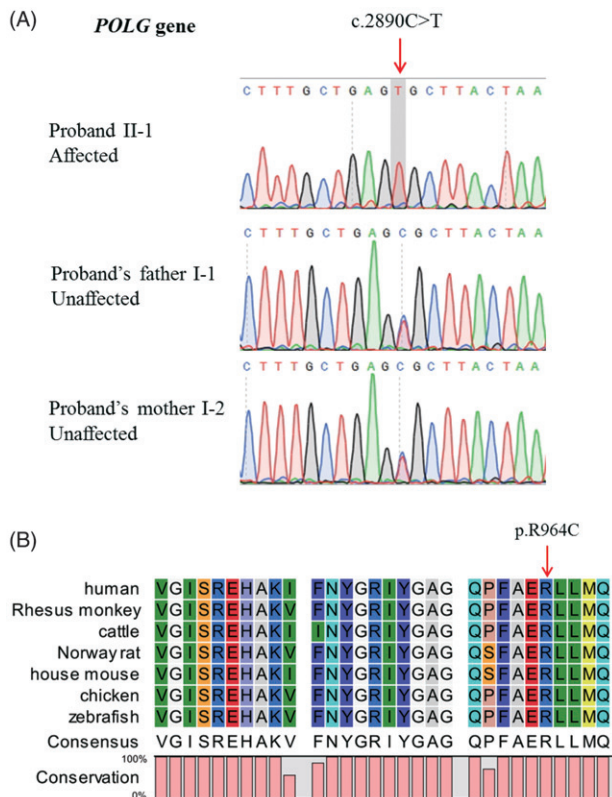 (A)
POLG gene
c.2890C>T
C T T T G C T G A G T G C T T A C T A A
Proband II-1
Affected
C T T T G C T G A G C G C T T A C T A A
Proband's father I-1
Unaffected
C T T T G C T G A G C G C T T A C T A A
Proband's mother I-2
Unaffected
(B)
p.R964C
human VGISREHAKI FNYGRIYGAG QPFAERLLMQ
Rhesus monkey VGISREHAKV FNYGRIYGAG QPFAERLLMQ
cattle VGISREHAKV INYGRIYGAG QPFAERLLMQ
Norway rat VGISREHAKV FNYGRIYGAG QSFAERLLMQ
house mouse VGISREHAKI FNYGRIYGAG QSFAERLLMQ
chicken VGISREHAKV FNYGRIYGAG QPFAERLLMQ
zebrafish VGISREHAKV FNYGRIYGAG QPFAERLLMQ
Consensus VGISREHAKV FNYGRIYGAG QPFAERLLMQ
100%
Conservation
0%